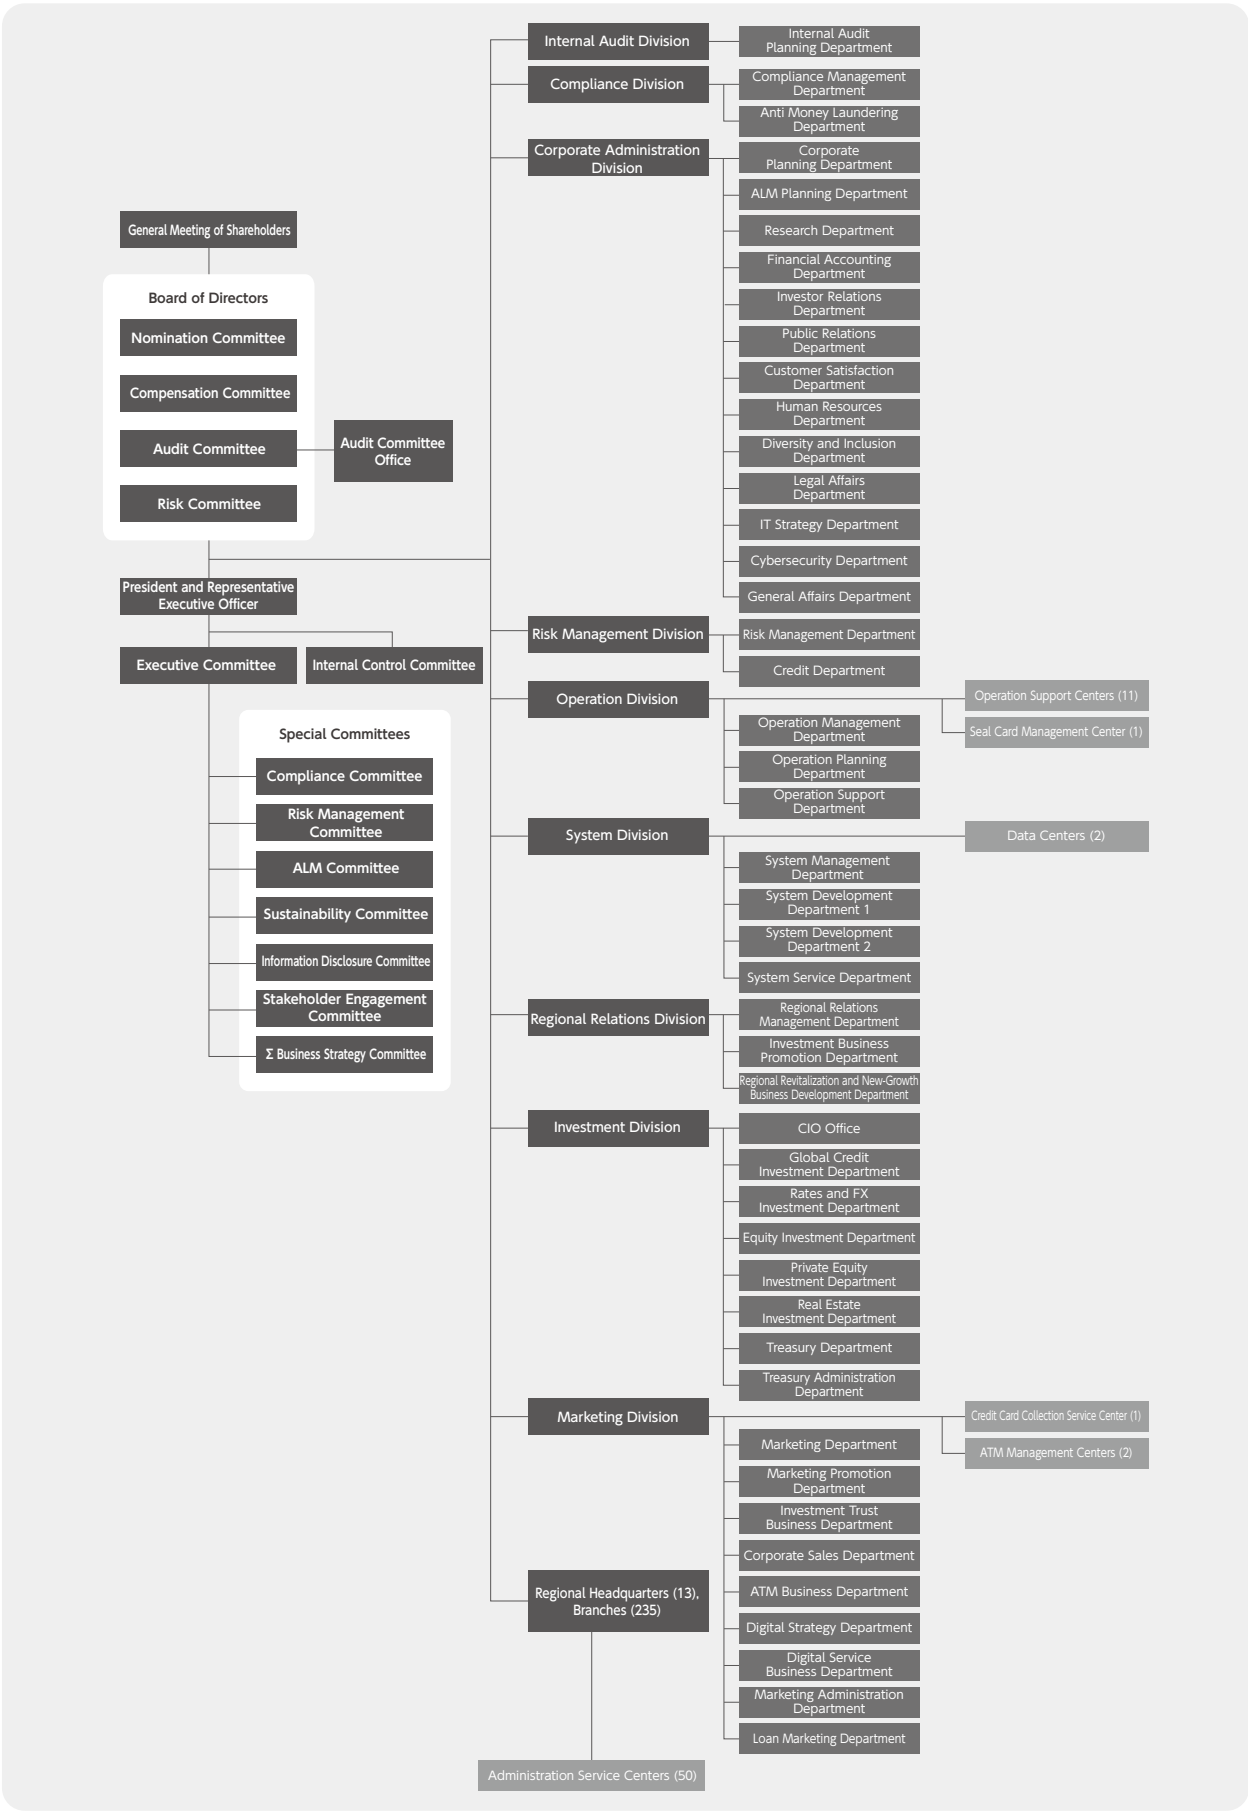 General Meeting of Shareholders
Board of Directors
Nomination Committee
Compensation Committee
Audit Committee
Audit Committee
Office
Risk Committee
President and Representative
Executive Officer
Executive Committee
Internal Control Committee
Special Committees
Compliance Committee
Risk Management
Committee
ALM Committee
Sustainability Committee
Information Disclosure Committee
Stakeholder Engagement
Committee
Σ Business Strategy Committee
Internal Audit Division
Internal Audit
Planning Department
Compliance Division
Compliance Management
Department
Anti Money Laundering
Department
Corporate Administration
Division
Corporate
Planning Department
ALM Planning Department
Research Department
Financial Accounting
Department
Investor Relations
Department
Public Relations
Department
Customer Satisfaction
Department
Human Resources
Department
Diversity and Inclusion
Department
Legal Affairs
Department
IT Strategy Department
Cybersecurity Department
General Affairs Department
Risk Management Division
Risk Management Department
Credit Department
Operation Division
Operation Support Centers (11)
Seal Card Management Center (1)
Operation Management
Department
Operation Planning
Department
Operation Support
Department
System Division
Data Centers (2)
System Management
Department
System Development
Department 1
System Development
Department 2
System Service Department
Regional Relations Division
Regional Relations
Management Department
Investment Business
Promotion Department
Regional Revitalization and New-Growth
Business Development Department
Investment Division
CIO Office
Global Credit
Investment Department
Rates and FX
Investment Department
Equity Investment Department
Private Equity
Investment Department
Real Estate
Investment Department
Treasury Department
Treasury Administration
Department
Marketing Division
Credit Card Collection Service Center (1)
ATM Management Centers (2)
Marketing Department
Marketing Promotion
Department
Investment Trust
Business Department
Corporate Sales Department
ATM Business Department
Digital Strategy Department
Digital Service
Business Department
Marketing Administration
Department
Loan Marketing Department
Regional Headquarters (13),
Branches (235)
Administration Service Centers (50)